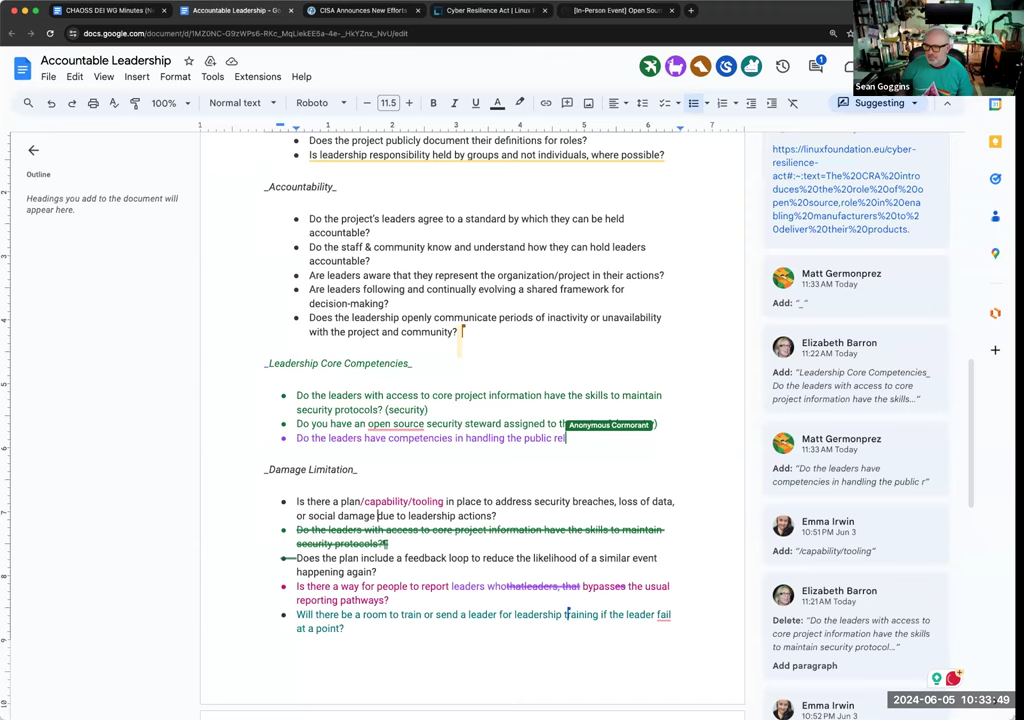 CHAOSS DEI WG Minutes (N
Accountable Leadership - Go
CISA Announces New Effort
Cyber Resilience Act | Linux F
[In-Person Event] Open Sour
docs.google.com/document/d/1MZ0NC-G9zWPs6-RKc_MqLiekEE5a-4e-_HkYZnx_NvU/edit
Accountable Leadership
File Edit View Insert Format Tools Extensions Help
Sean Goggins
100% Normal text Roboto 11.5 B I U A Suggesting
1 1 2 3 4 5 6 7
Outline
Headings you add to the document will
appear here.
Does the project publicly document their definitions for roles?
Is leadership responsibility held by groups and not individuals, where possible?
_Accountability_
Do the project's leaders agree to a standard by which they can be held
accountable?
Do the staff & community know and understand how they can hold leaders
accountable?
Are leaders aware that they represent the organization/project in their actions?
Are leaders following and continually evolving a shared framework for
decision-making?
Does the leadership openly communicate periods of inactivity or unavailability
with the project and community?
_Leadership Core Competencies_
Do the leaders with access to core project information have the skills to maintain
security protocols? (security)
Do you have an open source security steward assigned to
Anonymous Cormorant
Do the leaders have competencies in handling the public rel
_Damage Limitation_
Is there a plan/capability/tooling in place to address security breaches, loss of data,
or social damage due to leadership actions?
Do the leaders with access to core project information have the skills to maintain
security protocols?¶
Does the plan include a feedback loop to reduce the likelihood of a similar event
happening again?
Is there a way for people to report leaders whothatleaders, that bypasses the usual
reporting pathways?
Will there be a room to train or send a leader for leadership training if the leader fail
at a point?
https://linuxfoundation.eu/cyber-
resilience-
act#:~:text=The%20CRA%20intro
duces%20the%20role%20of%20o
pen%20source,role%20in%20ena
bling%20manufacturers%20to%2
0deliver%20their%20products.
Matt Germonprez
11:33 AM Today
Add: "_"
Elizabeth Barron
11:22 AM Today
Add: "Leadership Core Competencies_
Do the leaders with access to core
project information have the skills..."
Matt Germonprez
11:33 AM Today
Add: "Do the leaders have
competencies in handling the public r"
Emma Irwin
10:51 PM Jun 3
Add: "/capability/tooling"
Elizabeth Barron
11:21 AM Today
Delete: "Do the leaders with access to
core project information have the skills
to maintain security protocol..."
Add paragraph
Emma Irwin
10:52 PM Jun 3
2024-06-05 10:33:49